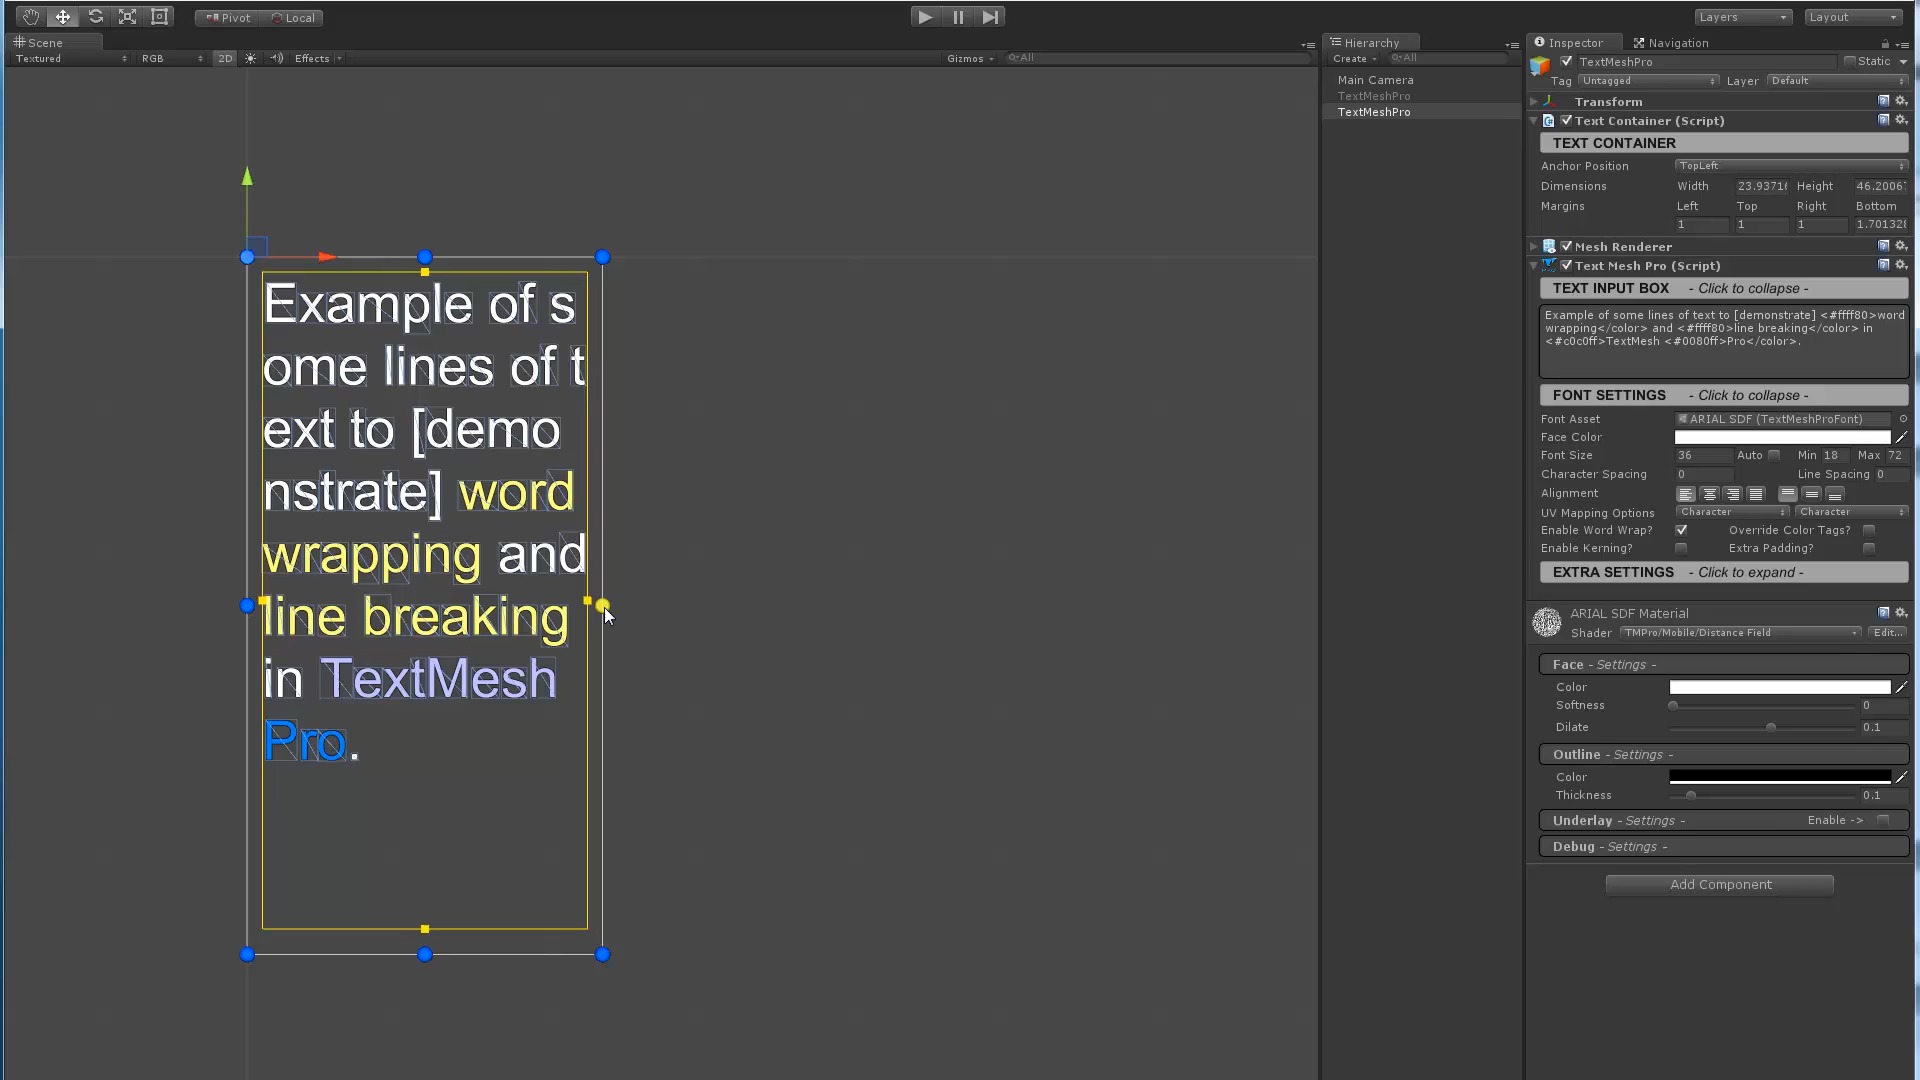 Pivot Local
Layers Layout
Scene
Textured RGB 2D Effects Gizmos All
Hierarchy
Create All
Main Camera
TextMeshPro
TextMeshPro
Example of s
ome lines of t
ext to [demo
nstrate] word
wrapping and
line breaking
in TextMesh
Pro.
Inspector Navigation
TextMeshPro Static
Tag Untagged Layer Default
Transform
Text Container (Script)
TEXT CONTAINER
Anchor Position TopLeft
Dimensions Width 23.9371 Height 46.2006
Margins Left Top Right Bottom
1 1 1 1.70132
Mesh Renderer
Text Mesh Pro (Script)
TEXT INPUT BOX - Click to collapse -
Example of some lines of text to [demonstrate] <#ffff80>word
wrapping</color> and <#ffff80>line breaking</color> in
<#c0c0ff>TextMesh <#0080ff>Pro</color>.
FONT SETTINGS - Click to collapse -
Font Asset ARIAL SDF (TextMeshProFont)
Face Color
Font Size 36 Auto Min 18 Max 72
Character Spacing 0 Line Spacing 0
Alignment
UV Mapping Options Character Character
Enable Word Wrap? Override Color Tags?
Enable Kerning? Extra Padding?
EXTRA SETTINGS - Click to expand -
ARIAL SDF Material
Shader TMPro/Mobile/Distance Field Edit...
Face - Settings -
Color
Softness 0
Dilate 0.1
Outline - Settings -
Color
Thickness 0.1
Underlay - Settings - Enable ->
Debug - Settings -
Add Component